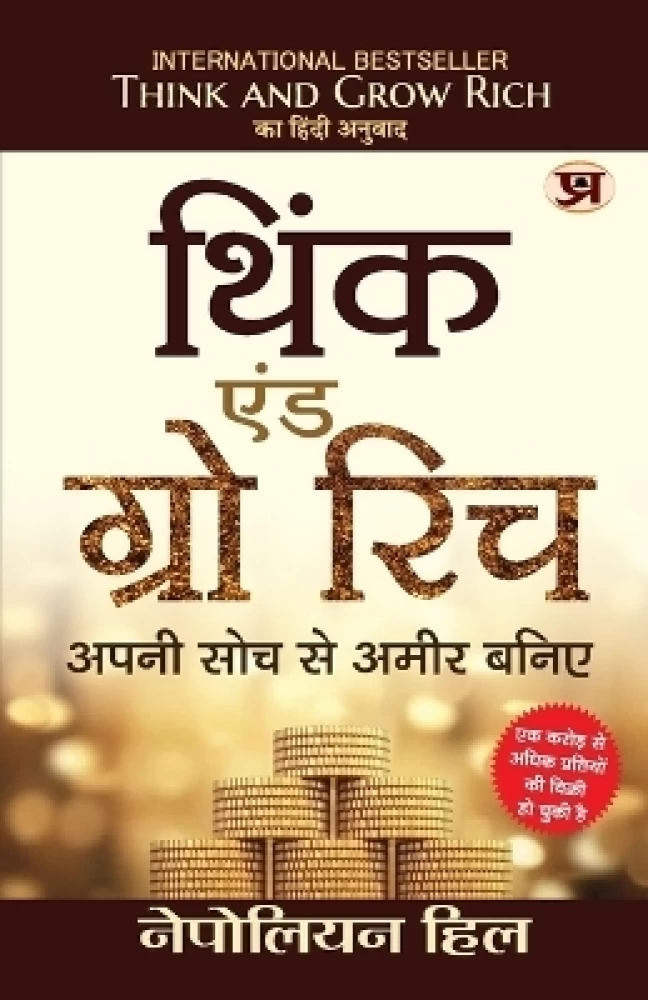 INTERNATIONAL BESTSELLER
THINK AND GROW RICH
का हिंदी अनुवाद
प्र
थिंक
एंड
ग्रो रिच
अपनी सोच से अमीर बनिए
एक करोड़ से
अधिक प्रतियों
की बिक्री
हो चुकी है
नेपोलियन हिल